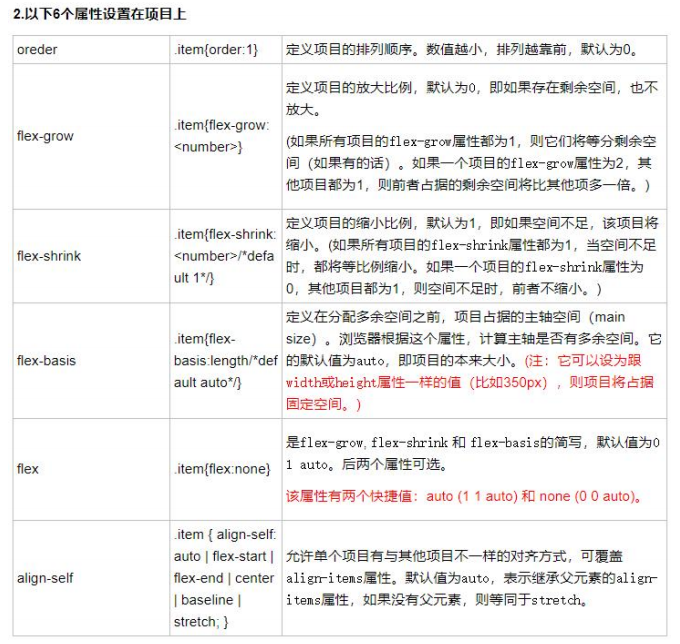 2.以下6个属性设置在项目上
oreder
.item{order:1}
定义项目的排列顺序。数值越小，排列越靠前，默认为0。
flex-grow
.item{flex-grow:
<number>}
定义项目的放大比例，默认为0，即如果存在剩余空间，也不
放大。
(如果所有项目的flex-grow属性都为1，则它们将等分剩余空
间（如果有的话）。如果一个项目的flex-grow属性为2，其
他项目都为1，则前者占据的剩余空间将比其他项多一倍。)
flex-shrink
.item{flex-shrink:
<number>/*defa
ult 1*/}
定义项目的缩小比例，默认为1，即如果空间不足，该项目将
缩小。(如果所有项目的flex-shrink属性都为1，当空间不足
时，都将等比例缩小。如果一个项目的flex-shrink属性为
0，其他项目都为1，则空间不足时，前者不缩小。)
flex-basis
.item{flex-
basis:length/*def
ault auto*/}
定义在分配多余空间之前，项目占据的主轴空间（main
size）。浏览器根据这个属性，计算主轴是否有多余空间。它
的默认值为auto，即项目的本来大小。(注：它可以设为跟
width或height属性一样的值（比如350px），则项目将占据
固定空间。)
flex
.item{flex:none}
是flex-grow, flex-shrink 和 flex-basis的简写，默认值为0
1 auto。后两个属性可选。
该属性有两个快捷值：auto (1 1 auto) 和 none (0 0 auto)。
align-self
.item { align-self:
auto | flex-start |
flex-end | center
| baseline |
stretch; }
允许单个项目有与其他项目不一样的对齐方式，可覆盖
align-items属性。默认值为auto，表示继承父元素的align-
items属性，如果没有父元素，则等同于stretch。